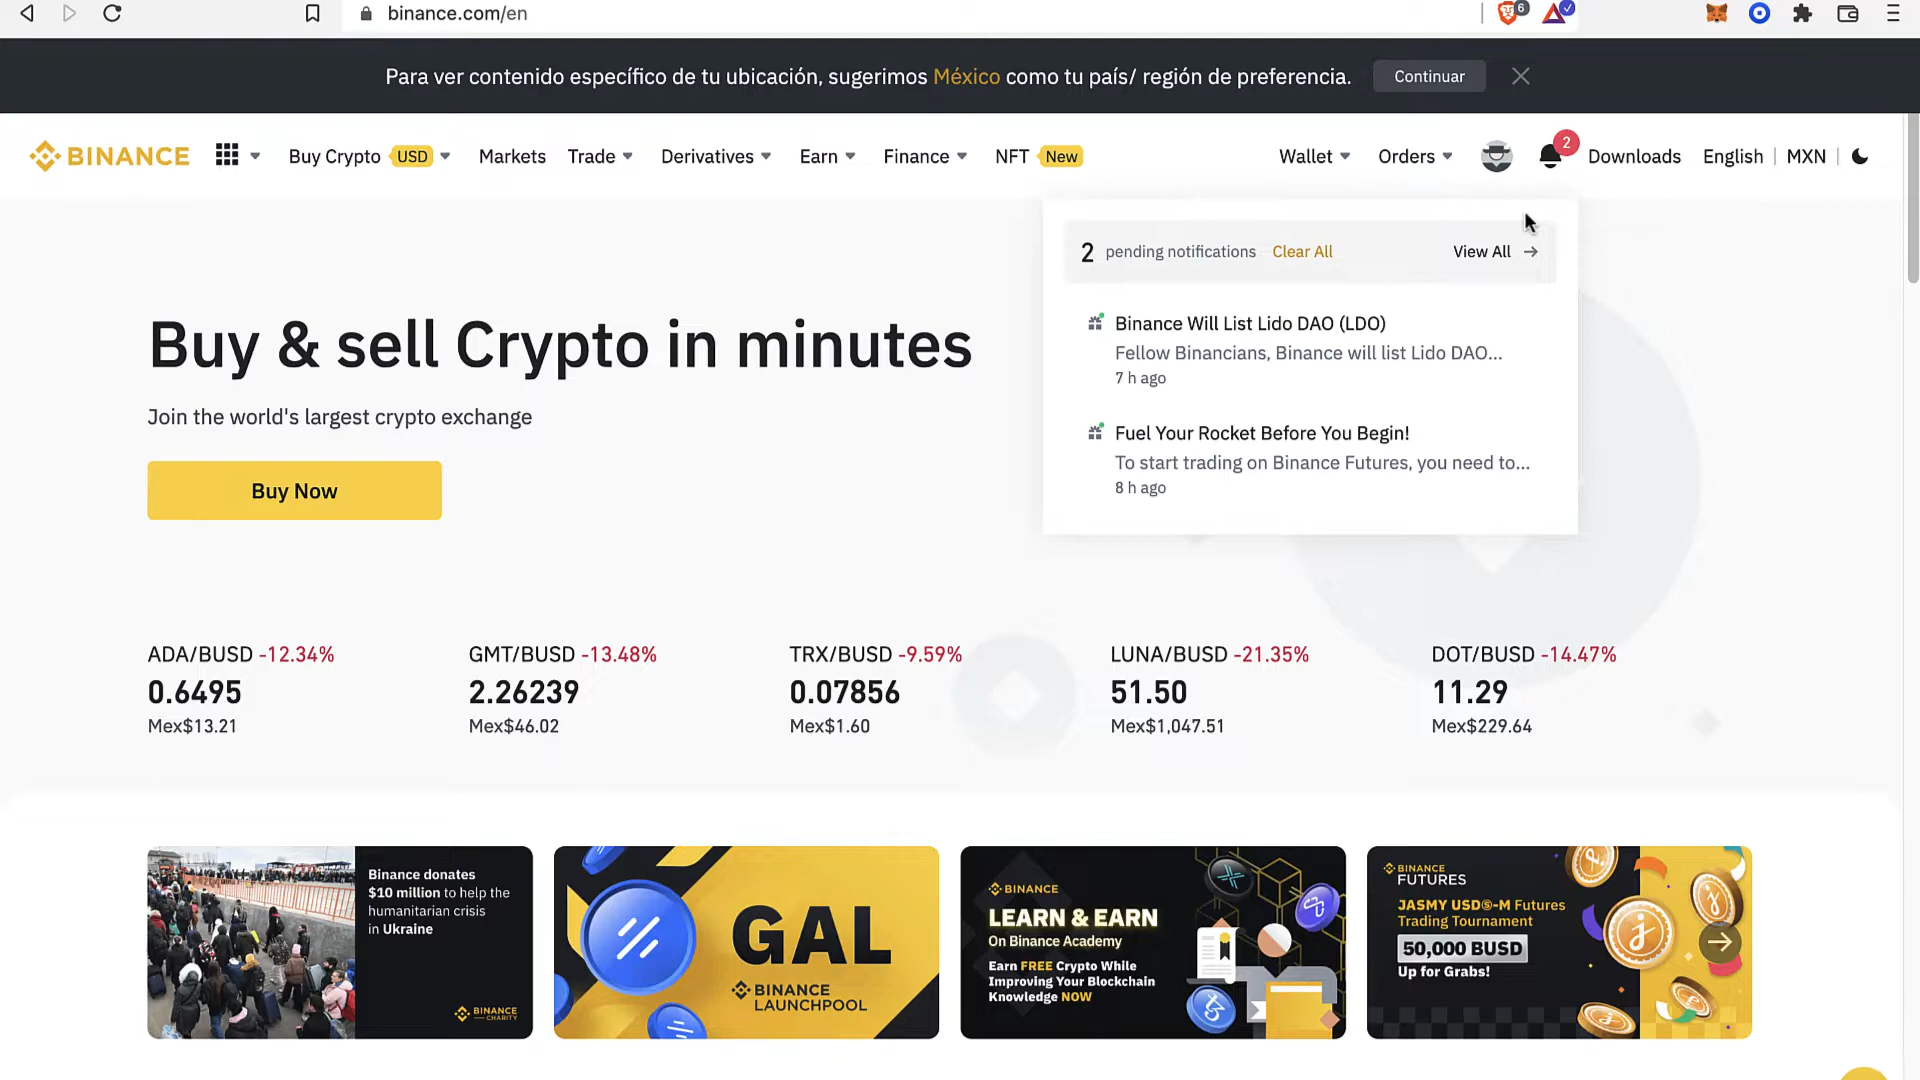 binance.com/en
6
Para ver contenido específico de tu ubicación, sugerimos México como tu país/ región de preferencia.
Continuar
BINANCE
Buy Crypto USD
Markets
Trade
Derivatives
Earn
Finance
NFT New
Wallet
Orders
2
Downloads
English
MXN
2 pending notifications Clear All
View All →
Binance Will List Lido DAO (LDO)
Fellow Binancians, Binance will list Lido DAO...
7 h ago
Fuel Your Rocket Before You Begin!
To start trading on Binance Futures, you need to...
8 h ago
Buy & sell Crypto in minutes
Join the world's largest crypto exchange
Buy Now
ADA/BUSD -12.34%
0.6495
Mex$13.21
GMT/BUSD -13.48%
2.26239
Mex$46.02
TRX/BUSD -9.59%
0.07856
Mex$1.60
LUNA/BUSD -21.35%
51.50
Mex$1,047.51
DOT/BUSD -14.47%
11.29
Mex$229.64
Binance donates
$10 million to help the
humanitarian crisis
in Ukraine
BINANCE
CHARITY
GAL
BINANCE
LAUNCHPOOL
BINANCE
LEARN & EARN
On Binance Academy
Earn FREE Crypto While
Improving Your Blockchain
Knowledge NOW
BINANCE
FUTURES
JASMY USDⓈ-M Futures
Trading Tournament
50,000 BUSD
Up for Grabs!